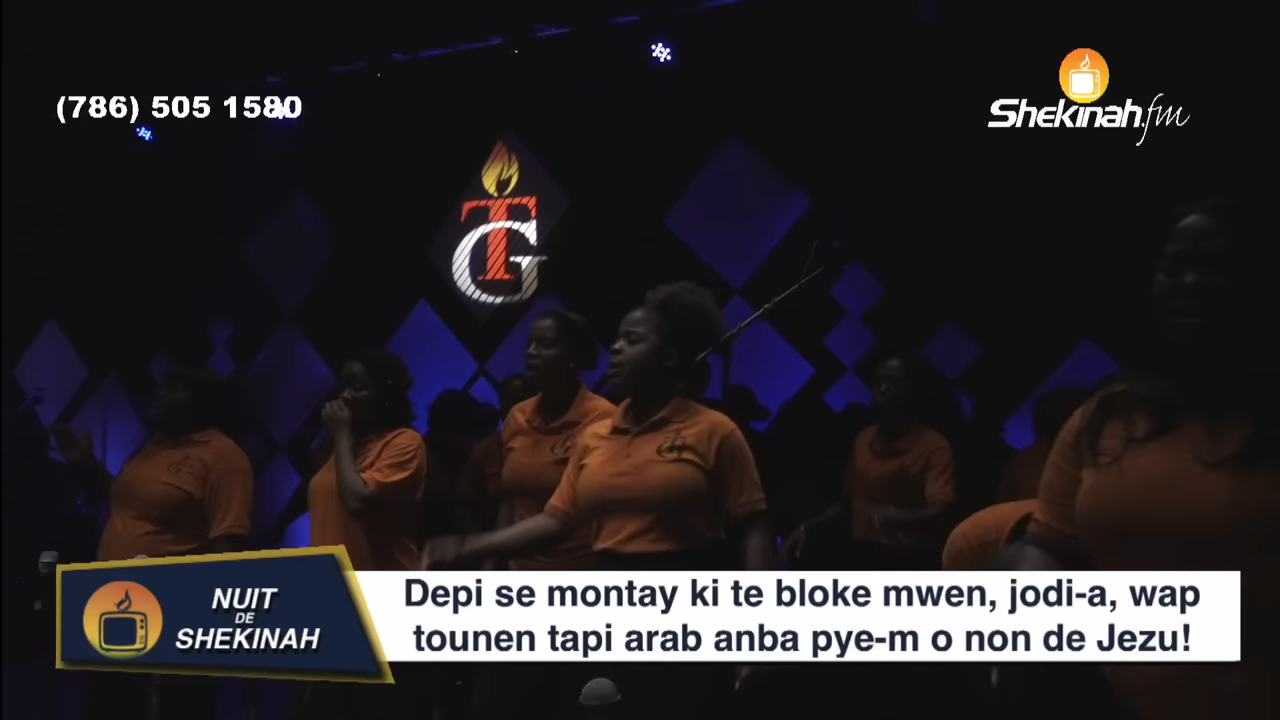 (786) 505 1580
Shekinah.fm
TG
NUIT
DE
SHEKINAH
Depi se montay ki te bloke mwen, jodi-a, wap
tounen tapi arab anba pye-m o non de Jezu!